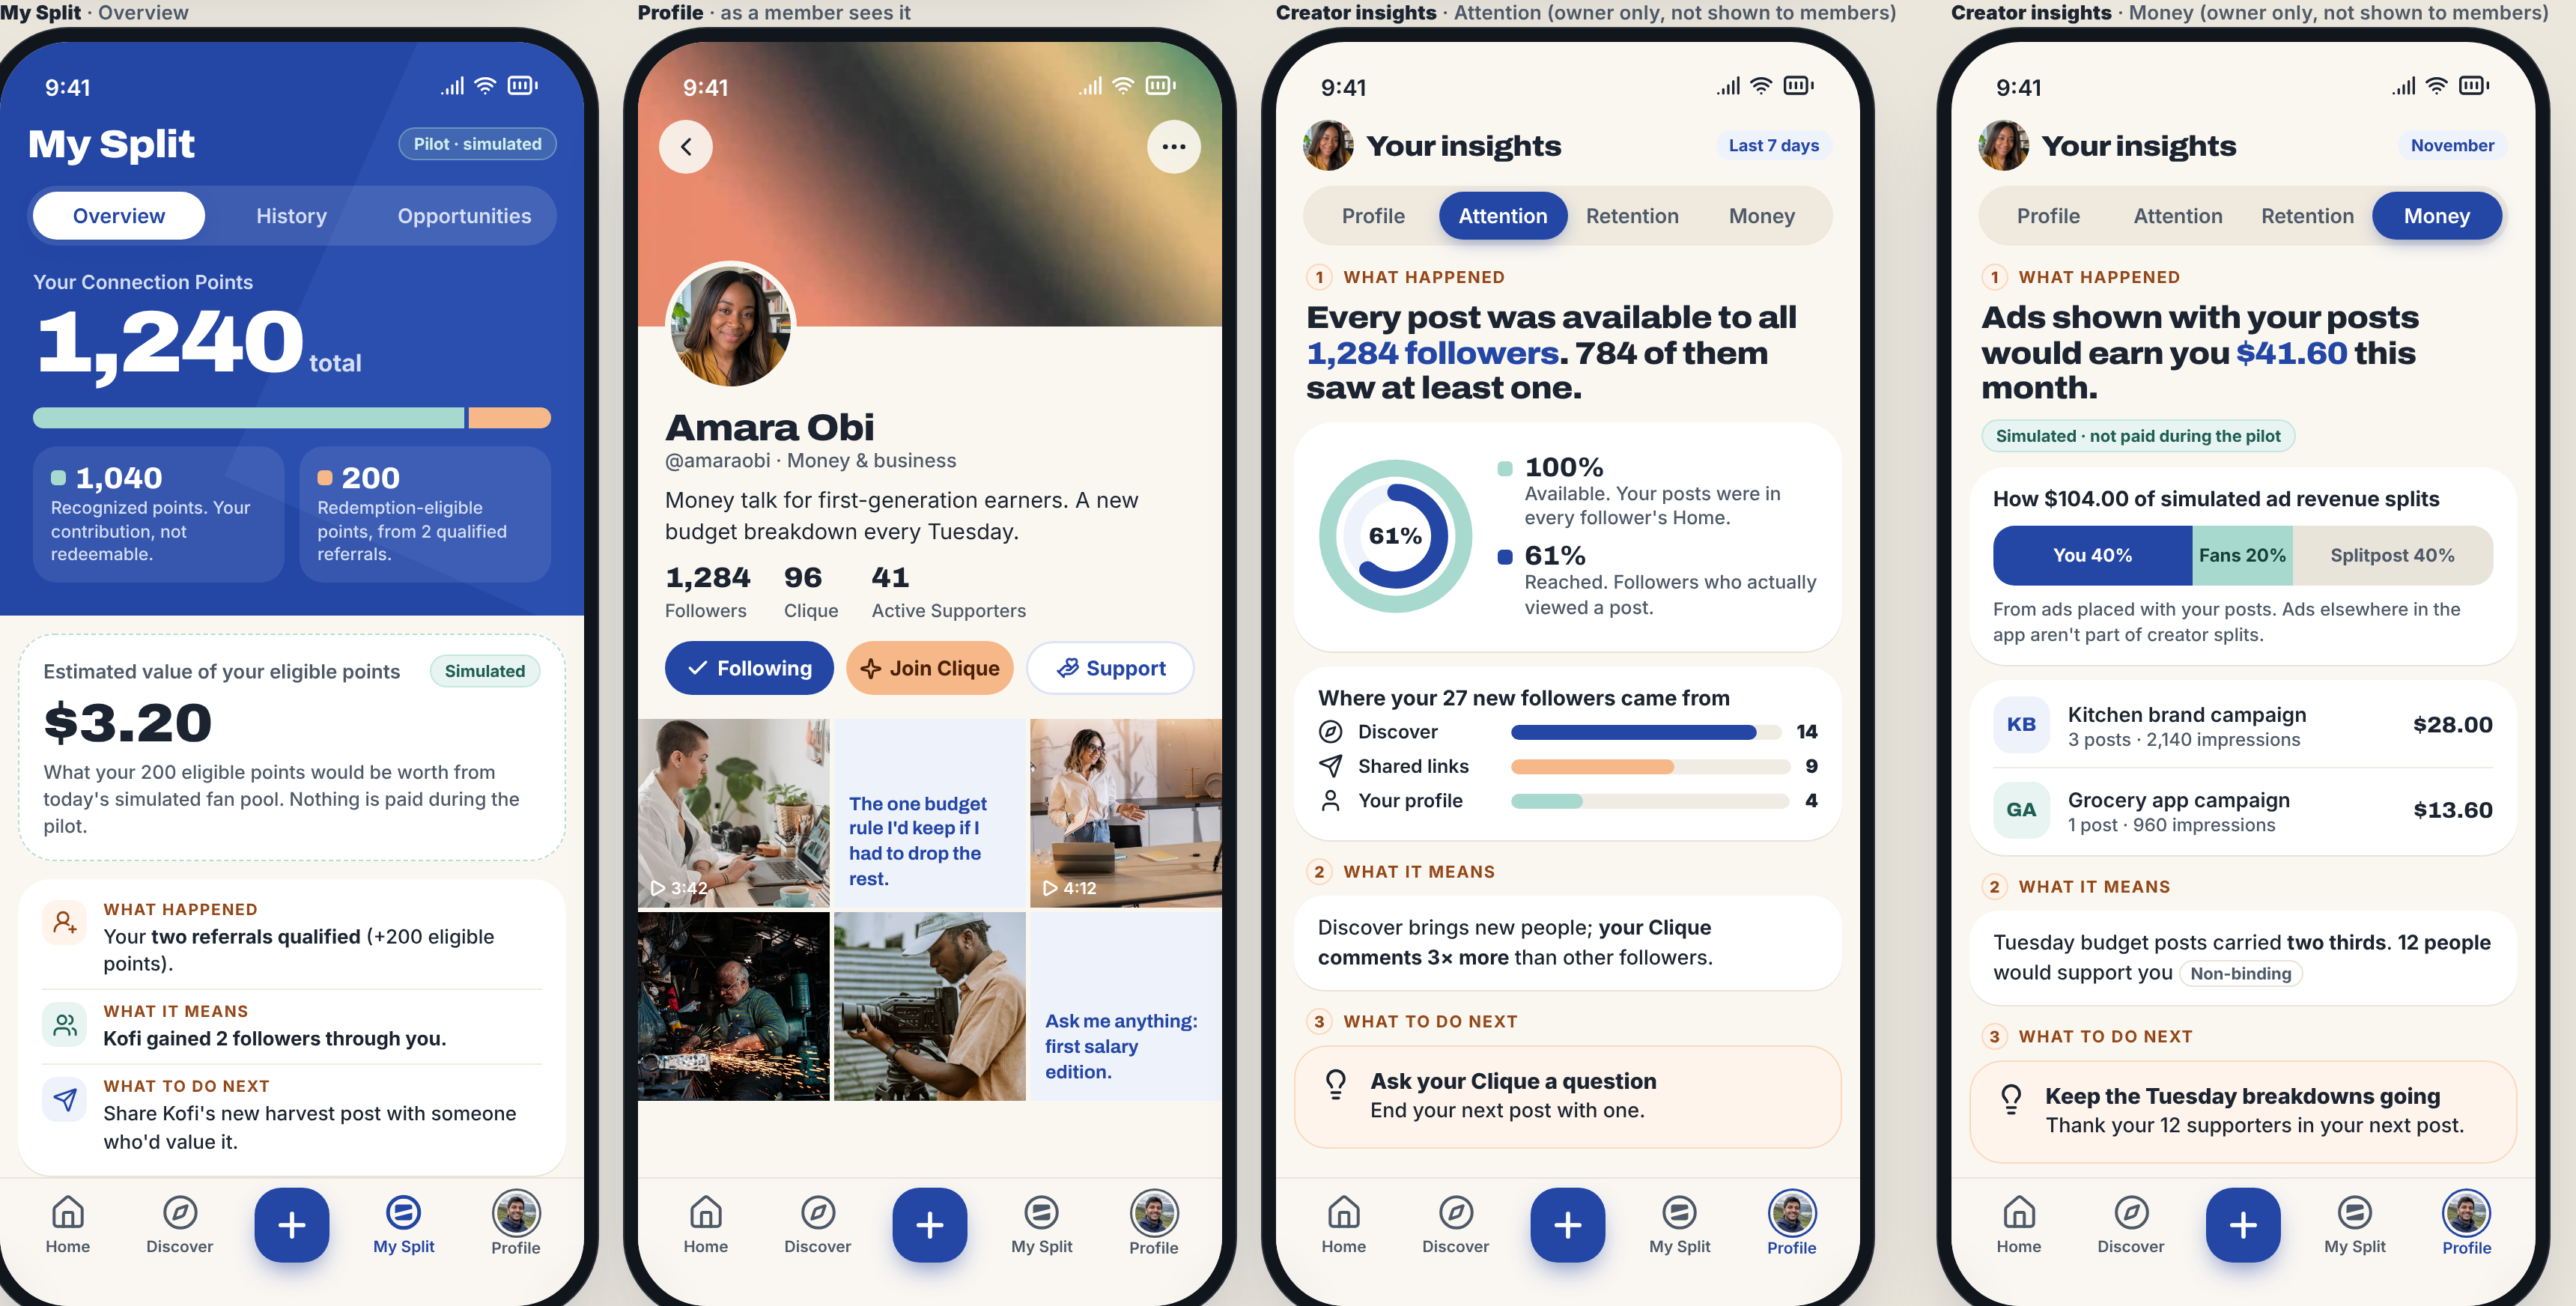 My Split · Overview
9:41
My Split
Pilot · simulated
Overview
History
Opportunities
Your Connection Points
1,240 total
1,040
Recognized points. Your
contribution, not
redeemable.
200
Redemption-eligible
points, from 2 qualified
referrals.
Estimated value of your eligible points
Simulated
$3.20
What your 200 eligible points would be worth from
today's simulated fan pool. Nothing is paid during the
pilot.
WHAT HAPPENED
Your two referrals qualified (+200 eligible
points).
WHAT IT MEANS
Kofi gained 2 followers through you.
WHAT TO DO NEXT
Share Kofi's new harvest post with someone
who'd value it.
Home
Discover
My Split
Profile
Profile · as a member sees it
9:41
Amara Obi
@amaraobi · Money & business
Money talk for first-generation earners. A new
budget breakdown every Tuesday.
1,284
Followers
96
Clique
41
Active Supporters
Following
Join Clique
Support
3:42
The one budget
rule I'd keep if I
had to drop the
rest.
4:12
Ask me anything:
first salary
edition.
Home
Discover
My Split
Profile
Creator insights · Attention (owner only, not shown to members)
9:41
Your insights
Last 7 days
Profile
Attention
Retention
Money
1 WHAT HAPPENED
Every post was available to all
1,284 followers. 784 of them
saw at least one.
61%
100%
Available. Your posts were in
every follower's Home.
61%
Reached. Followers who actually
viewed a post.
Where your 27 new followers came from
Discover 14
Shared links 9
Your profile 4
2 WHAT IT MEANS
Discover brings new people; your Clique
comments 3× more than other followers.
3 WHAT TO DO NEXT
Ask your Clique a question
End your next post with one.
Home
Discover
My Split
Profile
Creator insights · Money (owner only, not shown to members)
9:41
Your insights
November
Profile
Attention
Retention
Money
1 WHAT HAPPENED
Ads shown with your posts
would earn you $41.60 this
month.
Simulated · not paid during the pilot
How $104.00 of simulated ad revenue splits
You 40%
Fans 20%
Splitpost 40%
From ads placed with your posts. Ads elsewhere in the
app aren't part of creator splits.
KB
Kitchen brand campaign
3 posts · 2,140 impressions
$28.00
GA
Grocery app campaign
1 post · 960 impressions
$13.60
2 WHAT IT MEANS
Tuesday budget posts carried two thirds. 12 people
would support you Non-binding
3 WHAT TO DO NEXT
Keep the Tuesday breakdowns going
Thank your 12 supporters in your next post.
Home
Discover
My Split
Profile